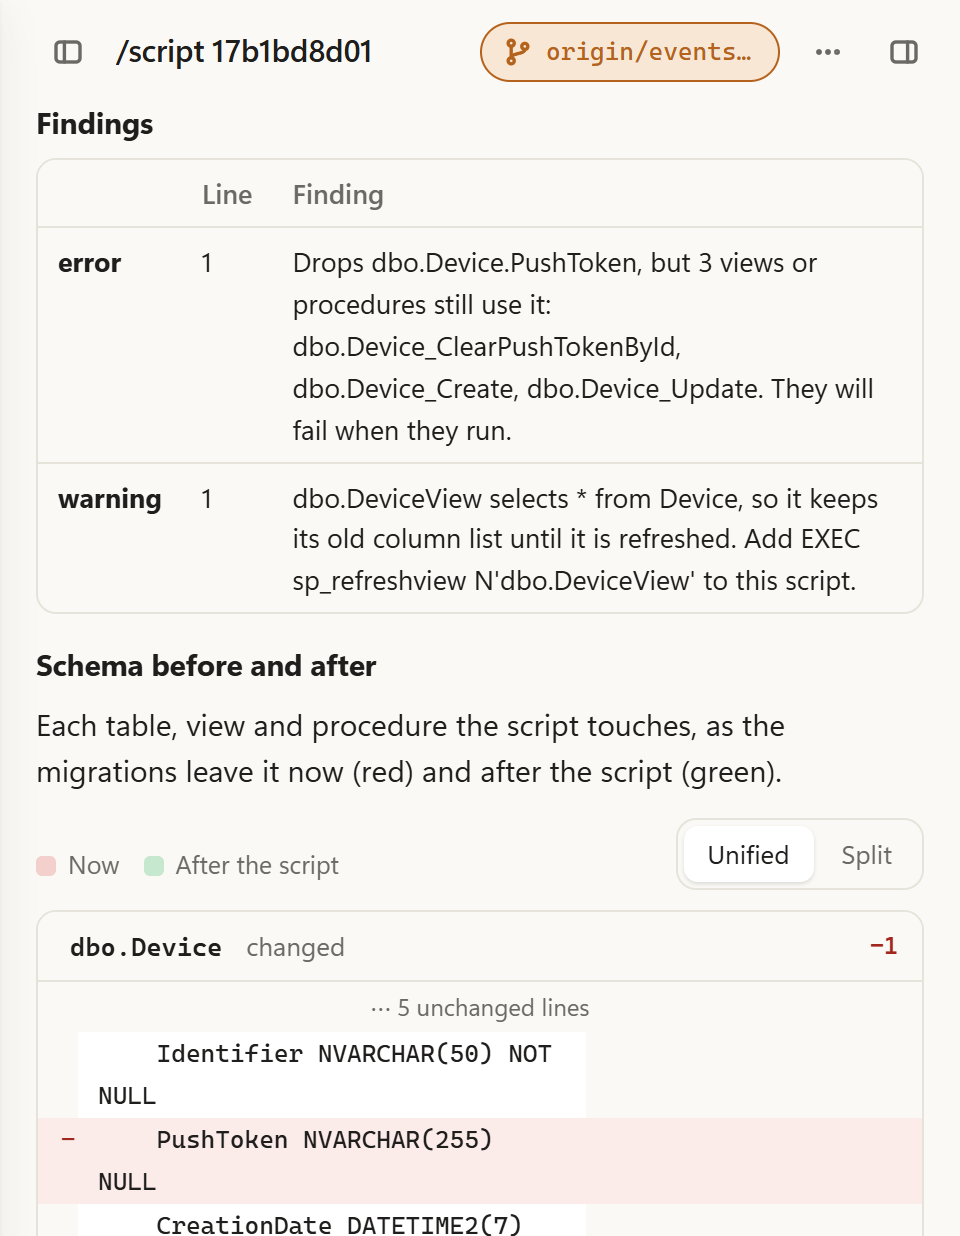 /script 17b1bd8d01
origin/events…
Findings
Line Finding
error 1 Drops dbo.Device.PushToken, but 3 views or
procedures still use it:
dbo.Device_ClearPushTokenById,
dbo.Device_Create, dbo.Device_Update. They will
fail when they run.
warning 1 dbo.DeviceView selects * from Device, so it keeps
its old column list until it is refreshed. Add EXEC
sp_refreshview N'dbo.DeviceView' to this script.
Schema before and after
Each table, view and procedure the script touches, as the
migrations leave it now (red) and after the script (green).
Now After the script
Unified Split
dbo.Device changed −1
··· 5 unchanged lines
Identifier NVARCHAR(50) NOT
NULL
− PushToken NVARCHAR(255)
NULL
CreationDate DATETIME2(7)